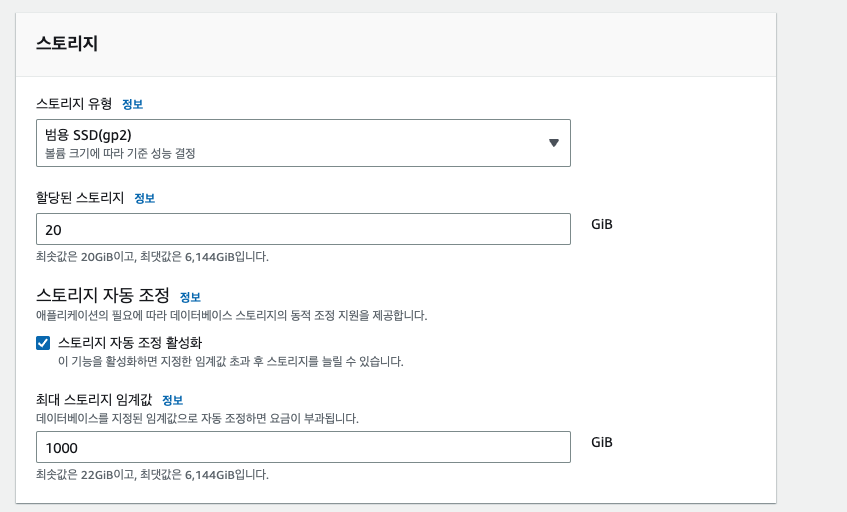 스토리지
스토리지 유형 정보
범용 SSD(gp2)
볼륨 크기에 따라 기준 성능 결정
할당된 스토리지 정보
20 GiB
최솟값은 20GiB이고, 최댓값은 6,144GiB입니다.
스토리지 자동 조정 정보
애플리케이션의 필요에 따라 데이터베이스 스토리지의 동적 조정 지원을 제공합니다.
스토리지 자동 조정 활성화
이 기능을 활성화하면 지정한 임계값 초과 후 스토리지를 늘릴 수 있습니다.
최대 스토리지 임계값 정보
데이터베이스를 지정된 임계값으로 자동 조정하면 요금이 부과됩니다.
1000 GiB
최솟값은 22GiB이고, 최댓값은 6,144GiB입니다.